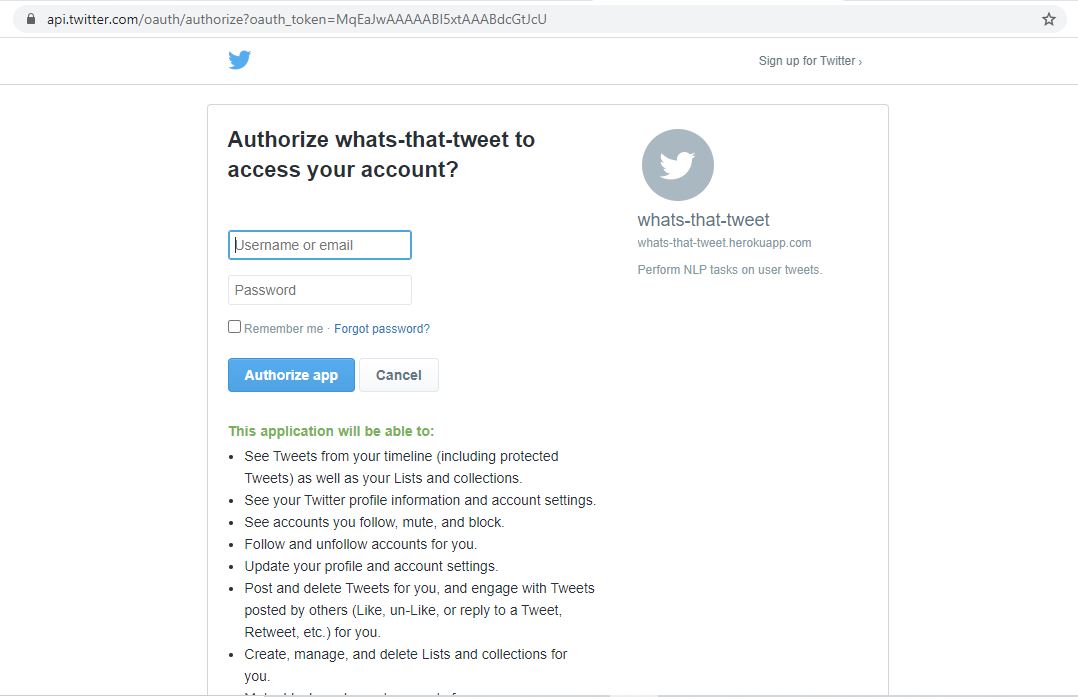 api.twitter.com/oauth/authorize?oauth_token=MqEaJwAAAAABI5xtAAABdcGtJcU
Sign up for Twitter ›
Authorize whats-that-tweet to
access your account?
Username or email
Password
Remember me · Forgot password?
Authorize app
Cancel
This application will be able to:
• See Tweets from your timeline (including protected
Tweets) as well as your Lists and collections.
• See your Twitter profile information and account settings.
• See accounts you follow, mute, and block.
• Follow and unfollow accounts for you.
• Update your profile and account settings.
• Post and delete Tweets for you, and engage with Tweets
posted by others (Like, un-Like, or reply to a Tweet,
Retweet, etc.) for you.
• Create, manage, and delete Lists and collections for
you.
whats-that-tweet
whats-that-tweet.herokuapp.com
Perform NLP tasks on user tweets.